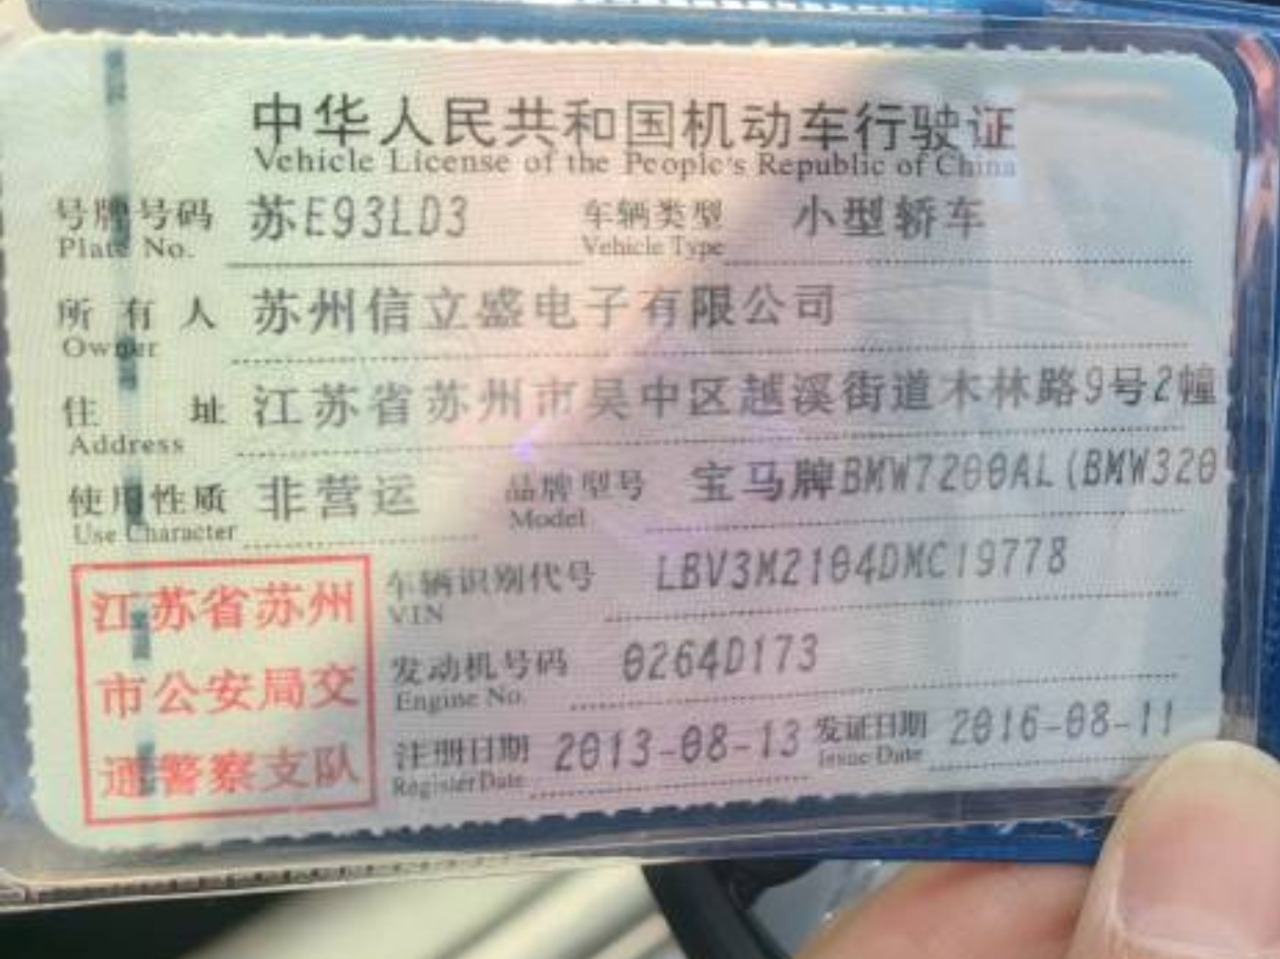 中华人民共和国机动车行驶证
Vehicle License of the People's Republic of China
号牌号码 苏E93LD3 车辆类型 小型轿车
Plate No. Vehicle Type
所有人 苏州信立盛电子有限公司
Owner
住址 江苏省苏州市吴中区越溪街道木林路9号2幢
Address
使用性质 非营运 品牌型号 宝马牌BMW7200AL(BMW320
Use Character Model
车辆识别代号 LBV3M2104DMC19778
VIN
发动机号码 0264D173
Engine No.
注册日期 2013-08-13 发证日期 2016-08-11
Register Date Issue Date
江苏省苏州
市公安局交
通警察支队